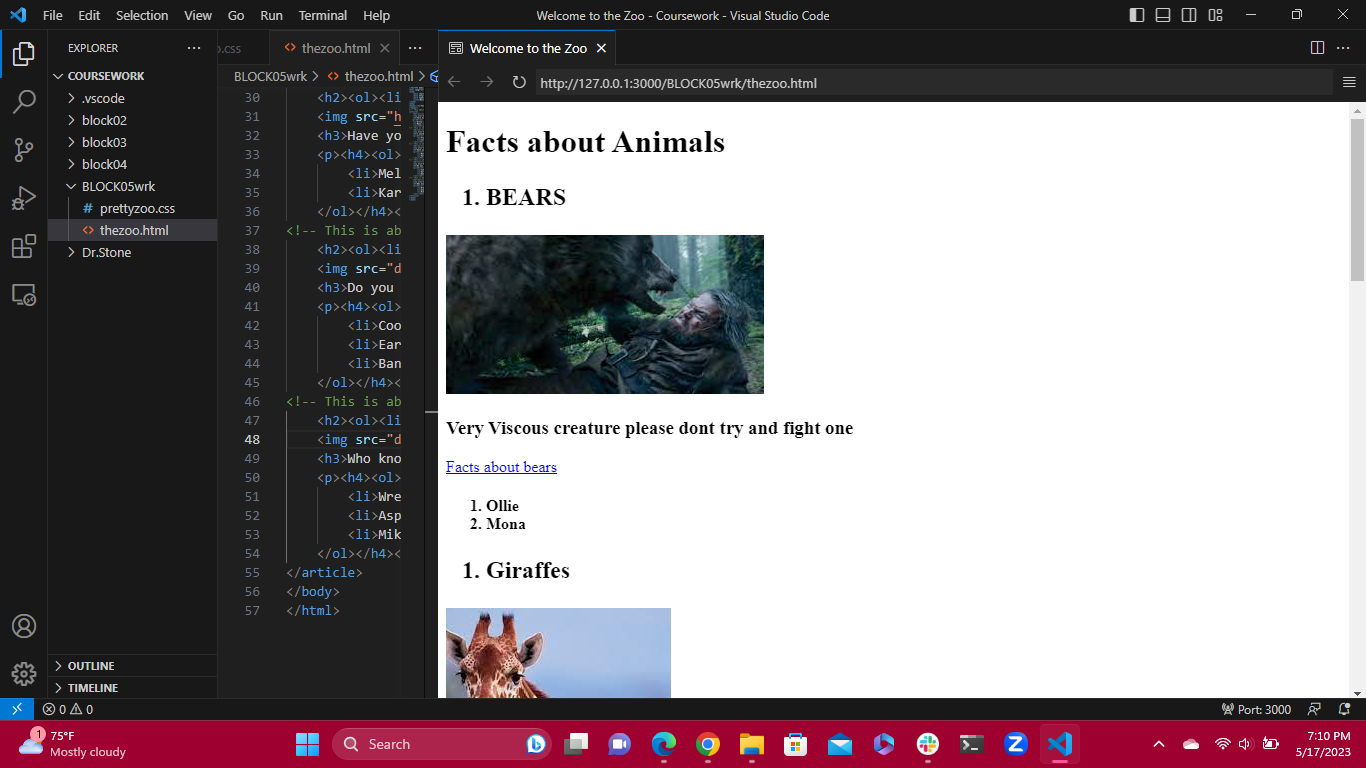 File Edit Selection View Go Run Terminal Help
Welcome to the Zoo - Coursework - Visual Studio Code
EXPLORER
COURSEWORK
.vscode
block02
block03
block04
BLOCK05wrk
prettyzoo.css
thezoo.html
Dr.Stone
OUTLINE
TIMELINE
.css
thezoo.html
BLOCK05wrk > thezoo.html >
30 <h2><ol><li
31 <img src="h
32 <h3>Have yo
33 <p><h4><ol>
34 <li>Mel
35 <li>Kar
36 </ol></h4><
37 <!-- This is ab
38 <h2><ol><li
39 <img src="d
40 <h3>Do you
41 <p><h4><ol>
42 <li>Coo
43 <li>Ear
44 <li>Ban
45 </ol></h4><
46 <!-- This is ab
47 <h2><ol><li
48 <img src="d
49 <h3>Who kno
50 <p><h4><ol>
51 <li>Wre
52 <li>Asp
53 <li>Mik
54 </ol></h4><
55 </article>
56 </body>
57 </html>
Welcome to the Zoo
http://127.0.0.1:3000/BLOCK05wrk/thezoo.html
Facts about Animals
1. BEARS
Very Viscous creature please dont try and fight one
Facts about bears
1. Ollie
2. Mona
1. Giraffes
0 0
Port: 3000
1
75°F
Mostly cloudy
Search
7:10 PM
5/17/2023